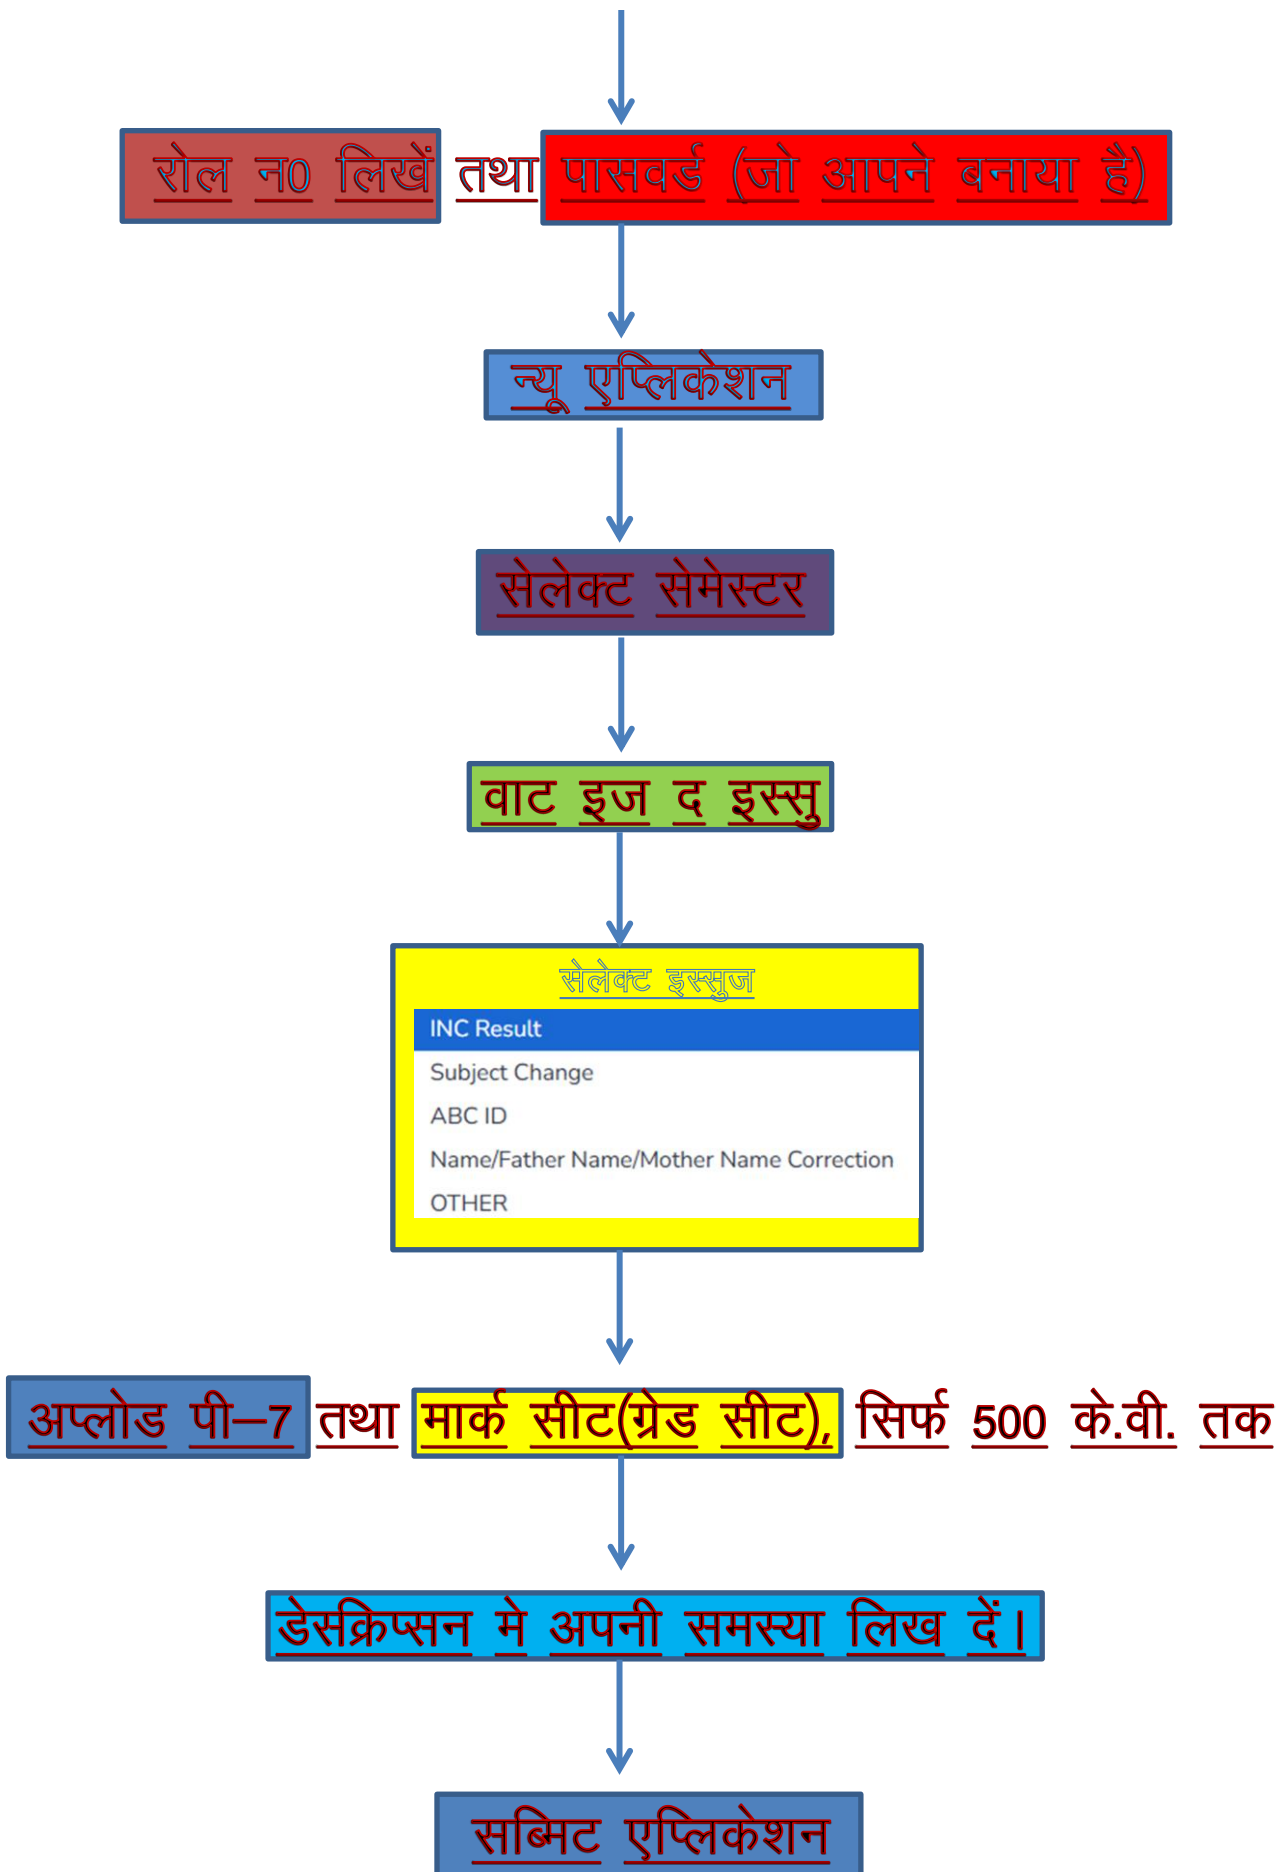 रोल न0 लिखें तथा पासवर्ड (जो आपने बनाया है)
न्यू एप्लिकेशन
सेलेक्ट सेमेस्टर
वाट इज द इस्सु
सेलेक्ट इस्सुज
INC Result
Subject Change
ABC ID
Name/Father Name/Mother Name Correction
OTHER
अप्लोड पी–7 तथा मार्क सीट(ग्रेड सीट), सिर्फ 500 के.वी. तक
डेसक्रिप्सन मे अपनी समस्या लिख दें।
सब्मिट एप्लिकेशन